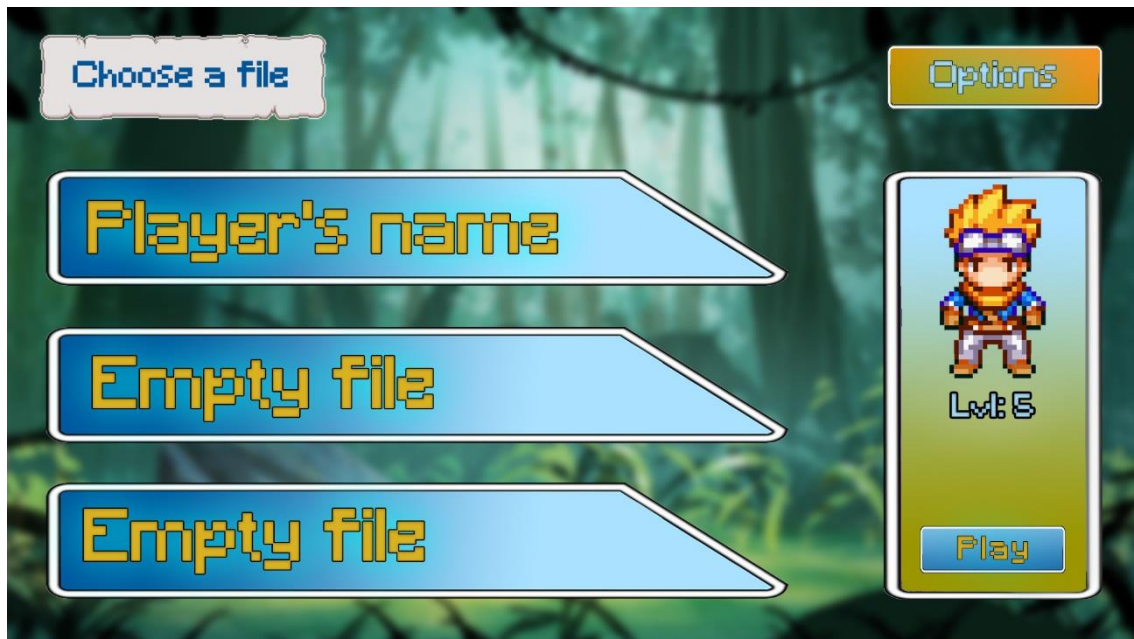 Choose a file
Options
Player's name
Empty file
Empty file
Lvl: 5
Play